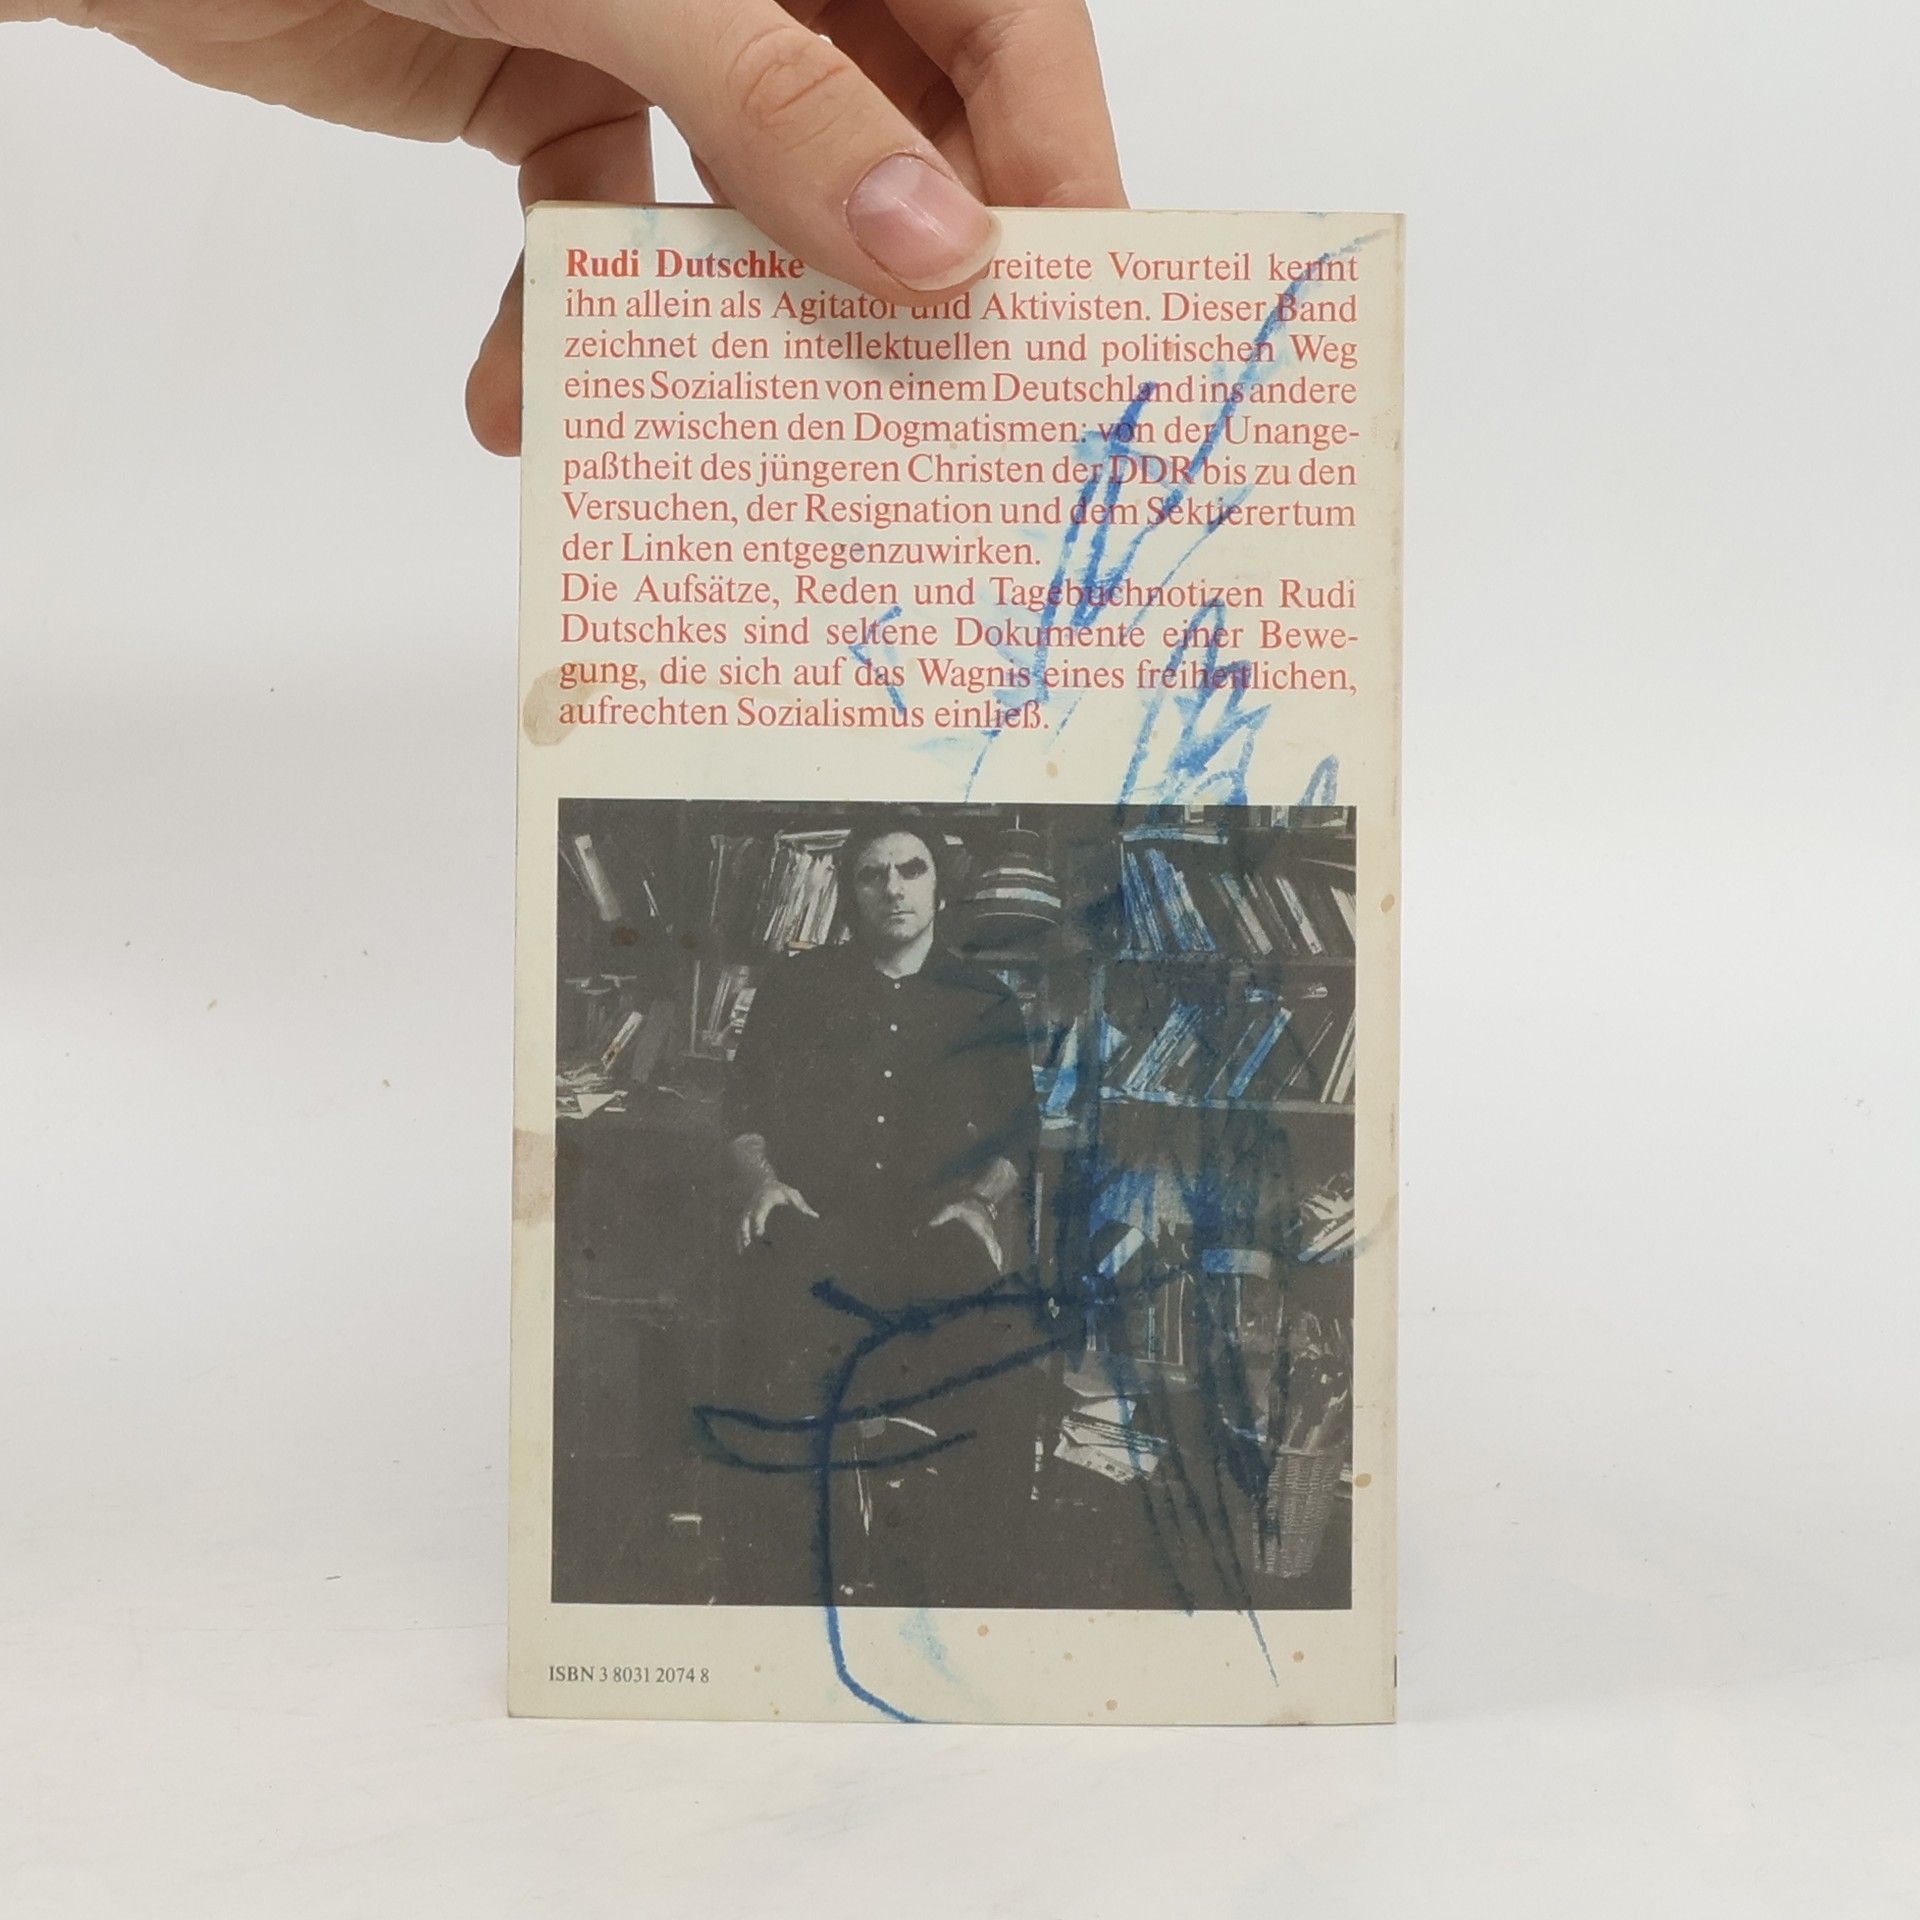 Rudi Dutschke reitete Vorurteil kennt
ihn allein als Agitator und Aktivisten. Dieser Band
zeichnet den intellektuellen und politischen Weg
eines Sozialisten von einem Deutschland ins andere
und zwischen den Dogmatismen: von der Unange-
paßtheit des jüngeren Christen der DDR bis zu den
Versuchen, der Resignation und dem Sektierertum
der Linken entgegenzuwirken.
Die Aufsätze, Reden und Tagebuchnotizen Rudi
Dutschkes sind seltene Dokumente einer Bewe-
gung, die sich auf das Wagnis eines freiheitlichen,
aufrechten Sozialismus einließ.
ISBN 3 8031 2074 8